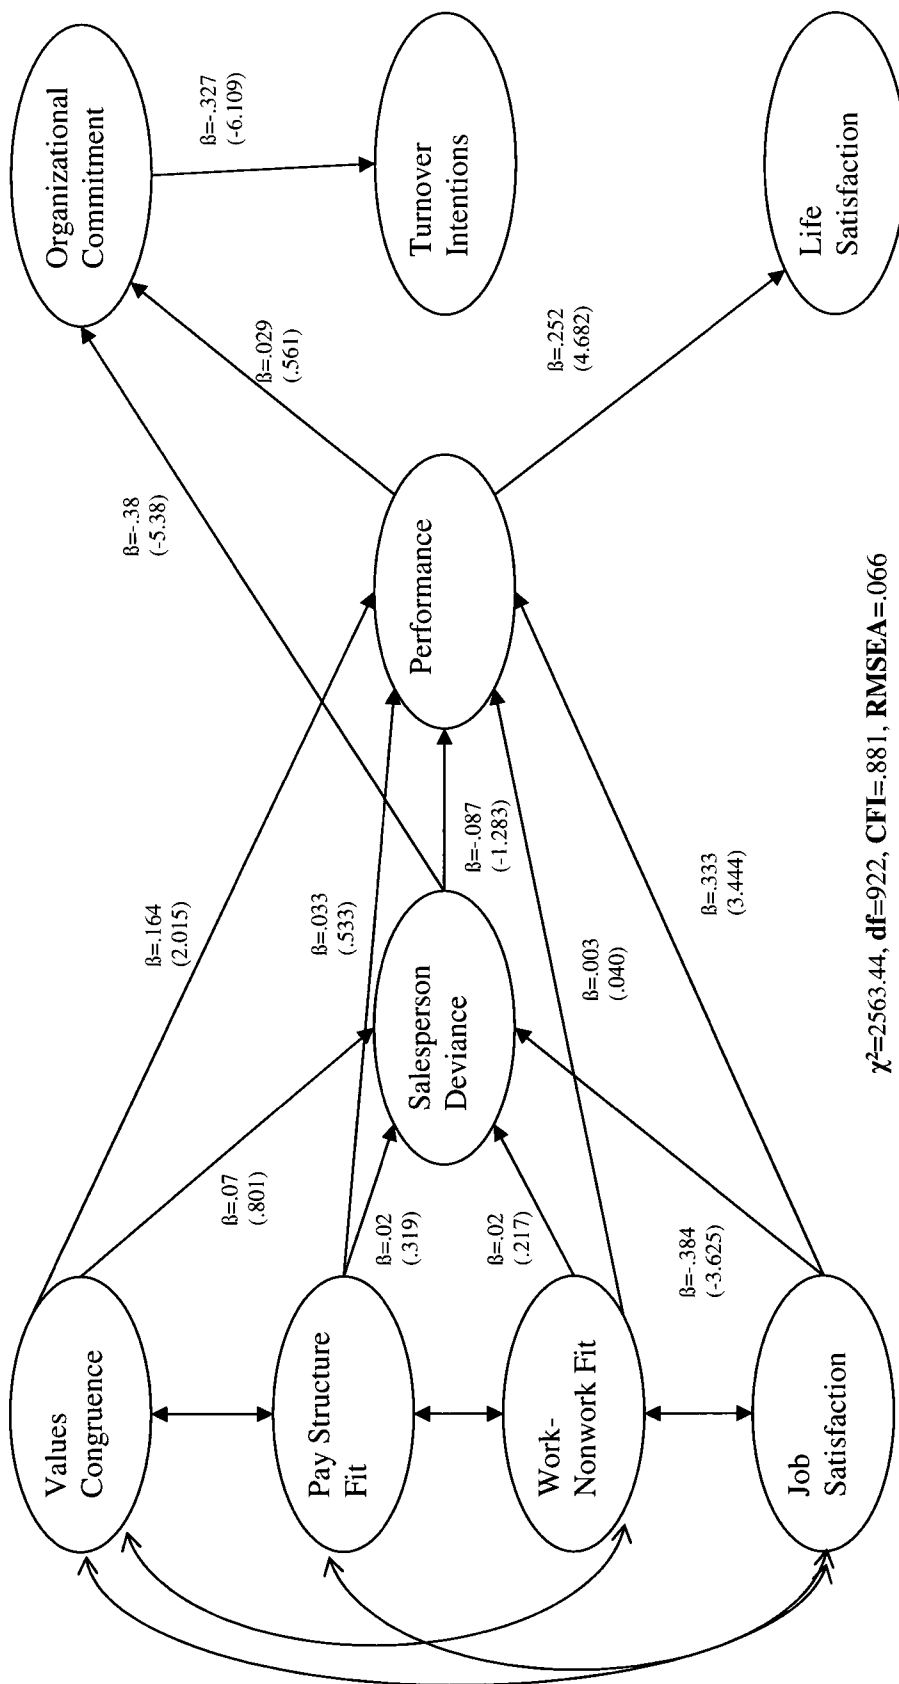 Values
Congruence
Pay Structure
Fit
Work-
Nonwork Fit
Job
Satisfaction
ß=.164
(2.015)
ß=.07
(.801)
ß=.02
(.319)
ß=.033
(.533)
ß=.02
(.217)
ß=.003
(.040)
ß=-.384
(-3.625)
ß=.333
(3.444)
Salesperson
Deviance
ß=-.087
(-1.283)
ß=-.38
(-5.38)
Performance
ß=.029
(.561)
ß=.252
(4.682)
Organizational
Commitment
ß=-.327
(-6.109)
Turnover
Intentions
Life
Satisfaction
χ²=2563.44, df=922, CFI=.881, RMSEA=.066